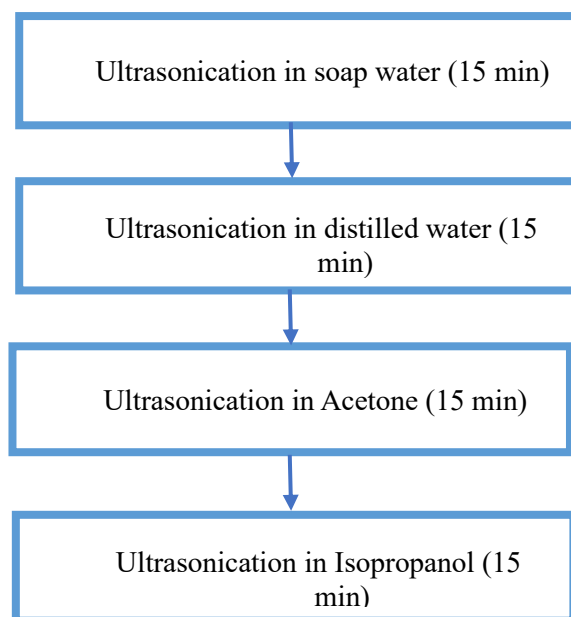 Ultrasonication in soap water (15 min)
Ultrasonication in distilled water (15
min)
Ultrasonication in Acetone (15 min)
Ultrasonication in Isopropanol (15
min)